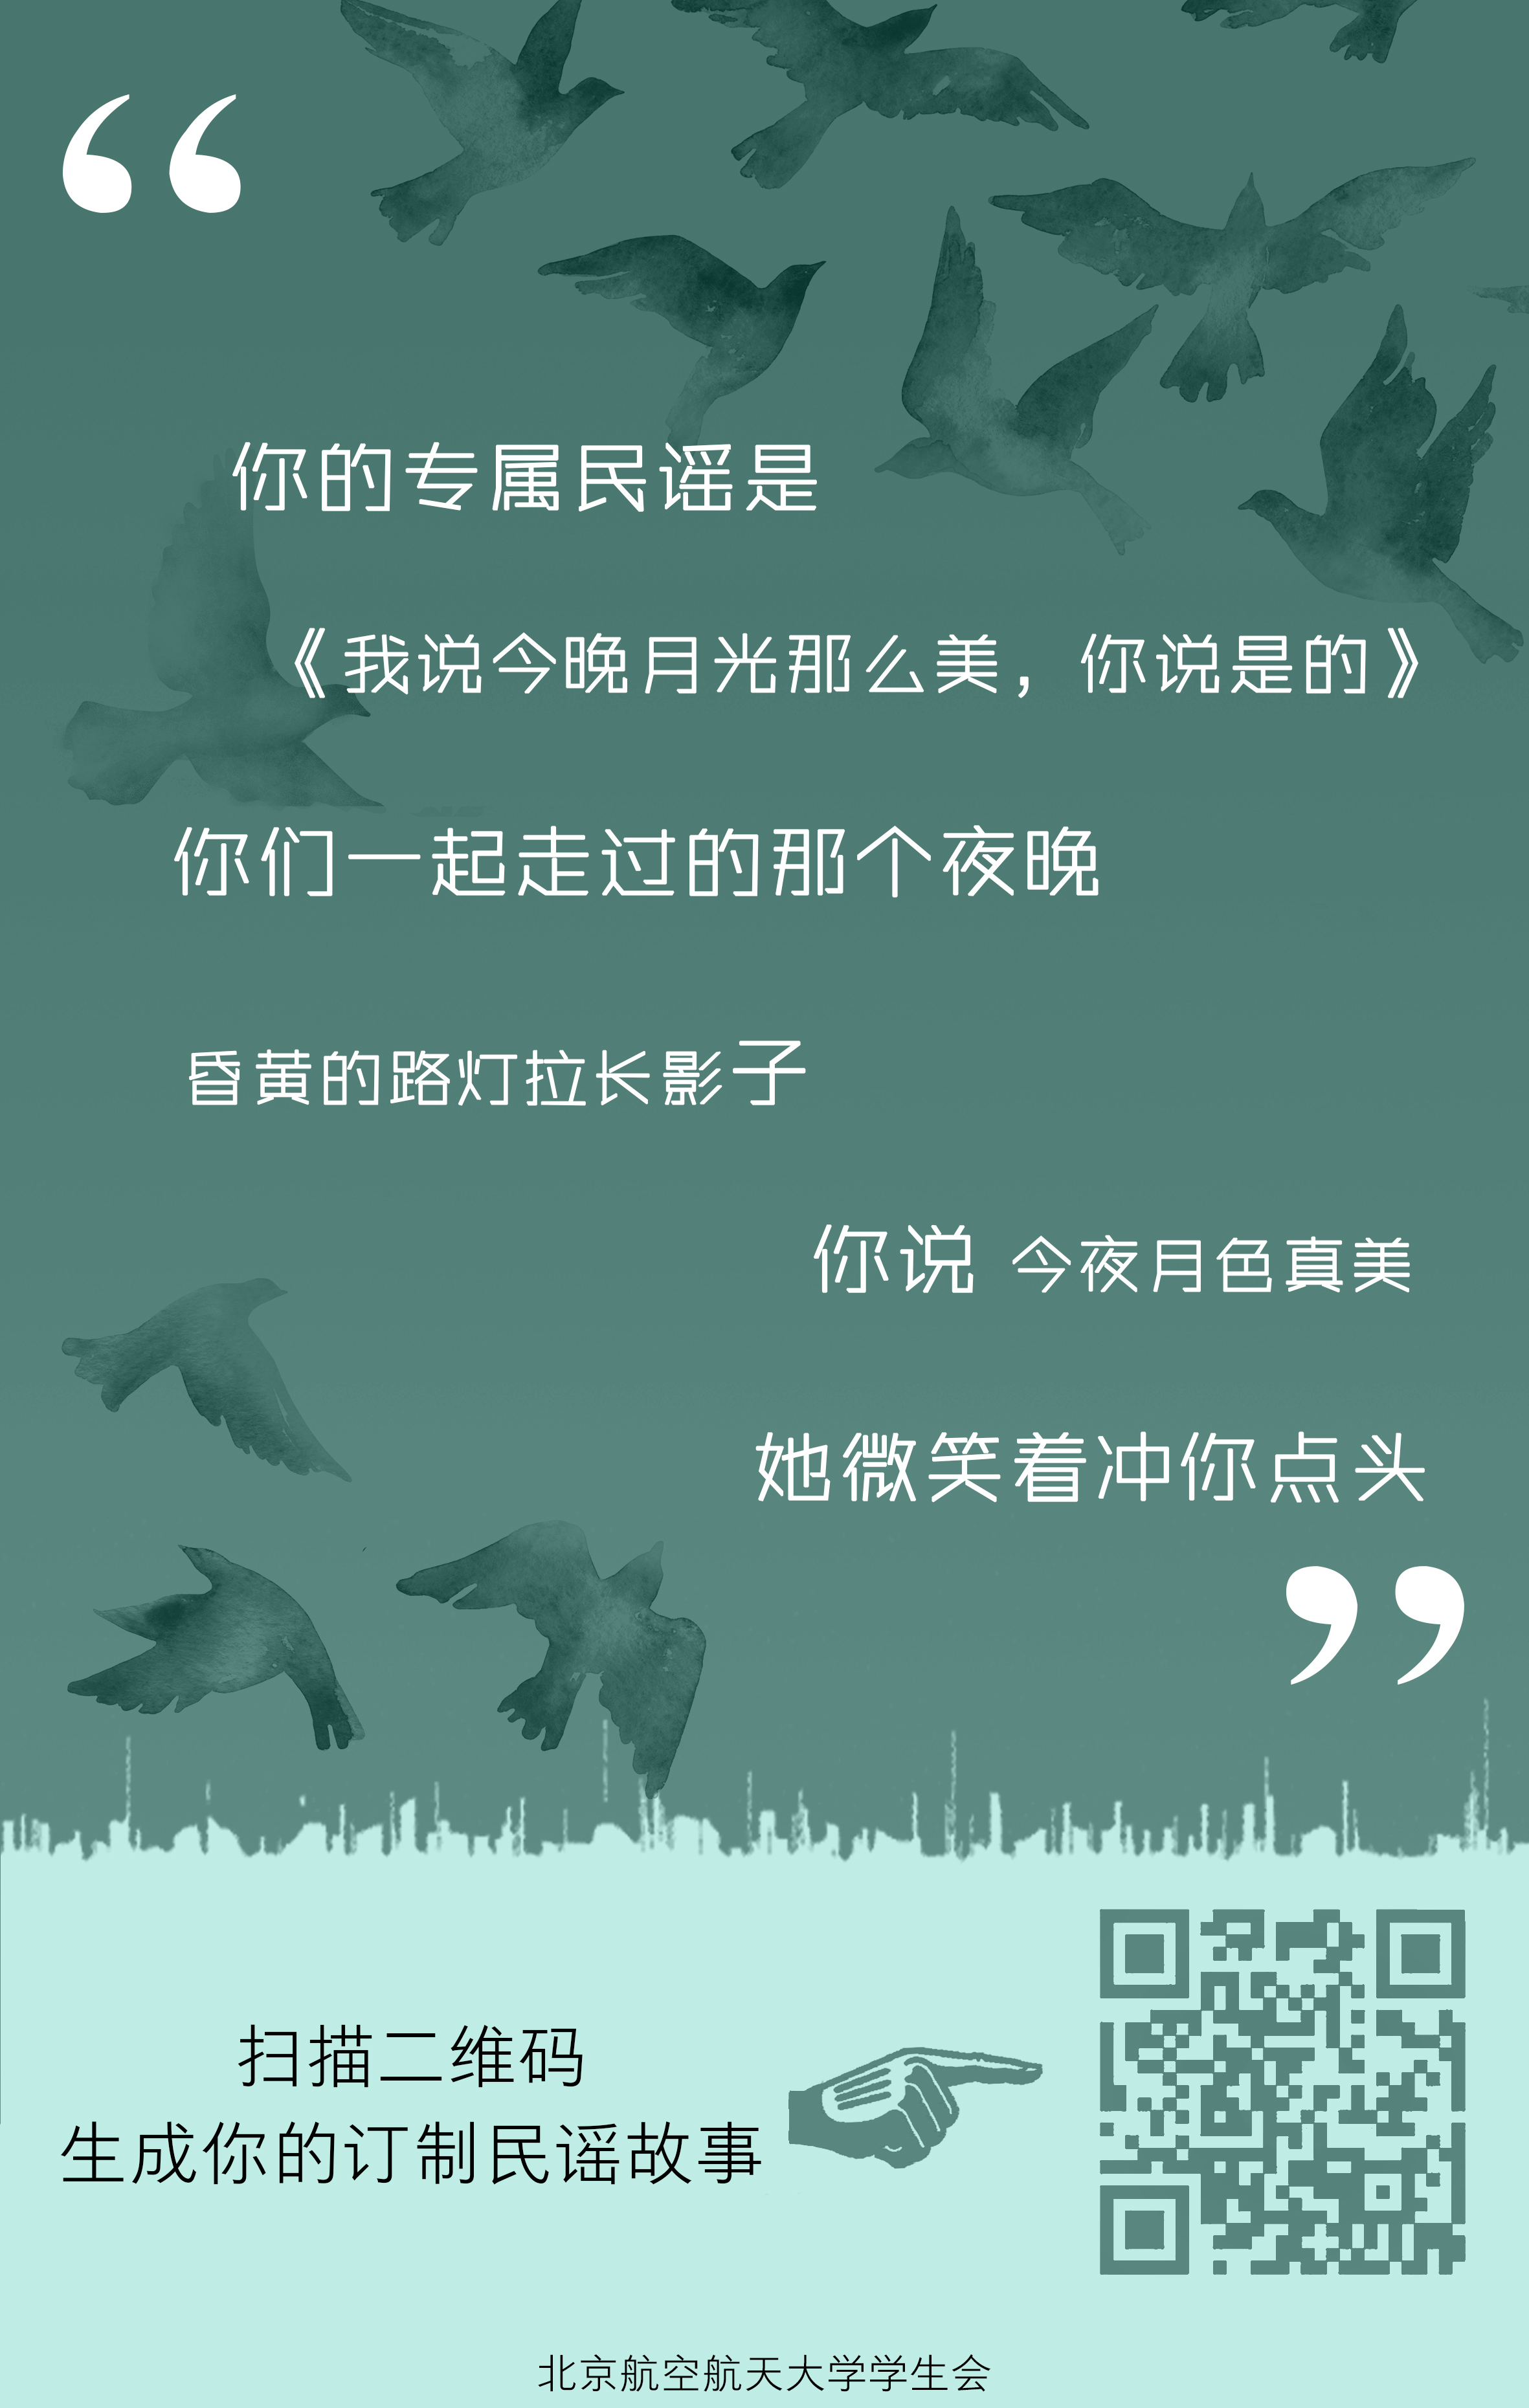 “
你的专属民谣是
《我说今晚月光那么美，你说是的》
你们一起走过的那个夜晚
昏黄的路灯拉长影子
你说 今夜月色真美
她微笑着冲你点头
”
扫描二维码
生成你的订制民谣故事
北京航空航天大学学生会